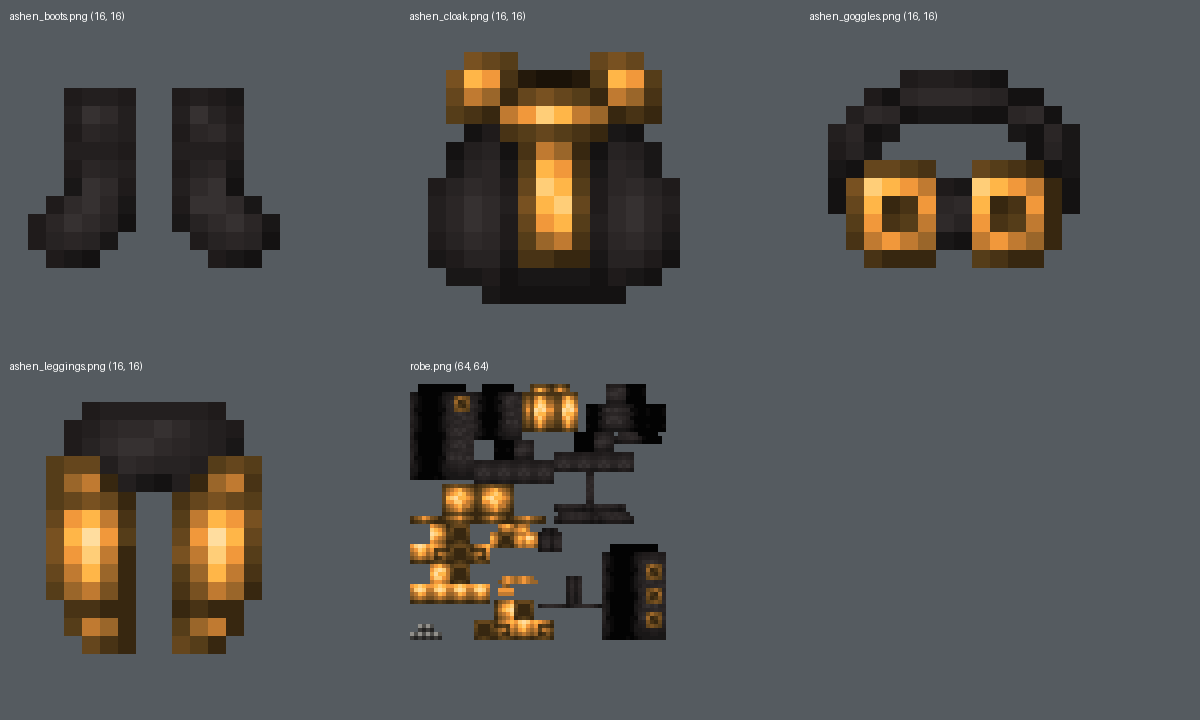 ashen_boots.png (16, 16)
ashen_cloak.png (16, 16)
ashen_goggles.png (16, 16)
ashen_leggings.png (16, 16)
robe.png (64, 64)